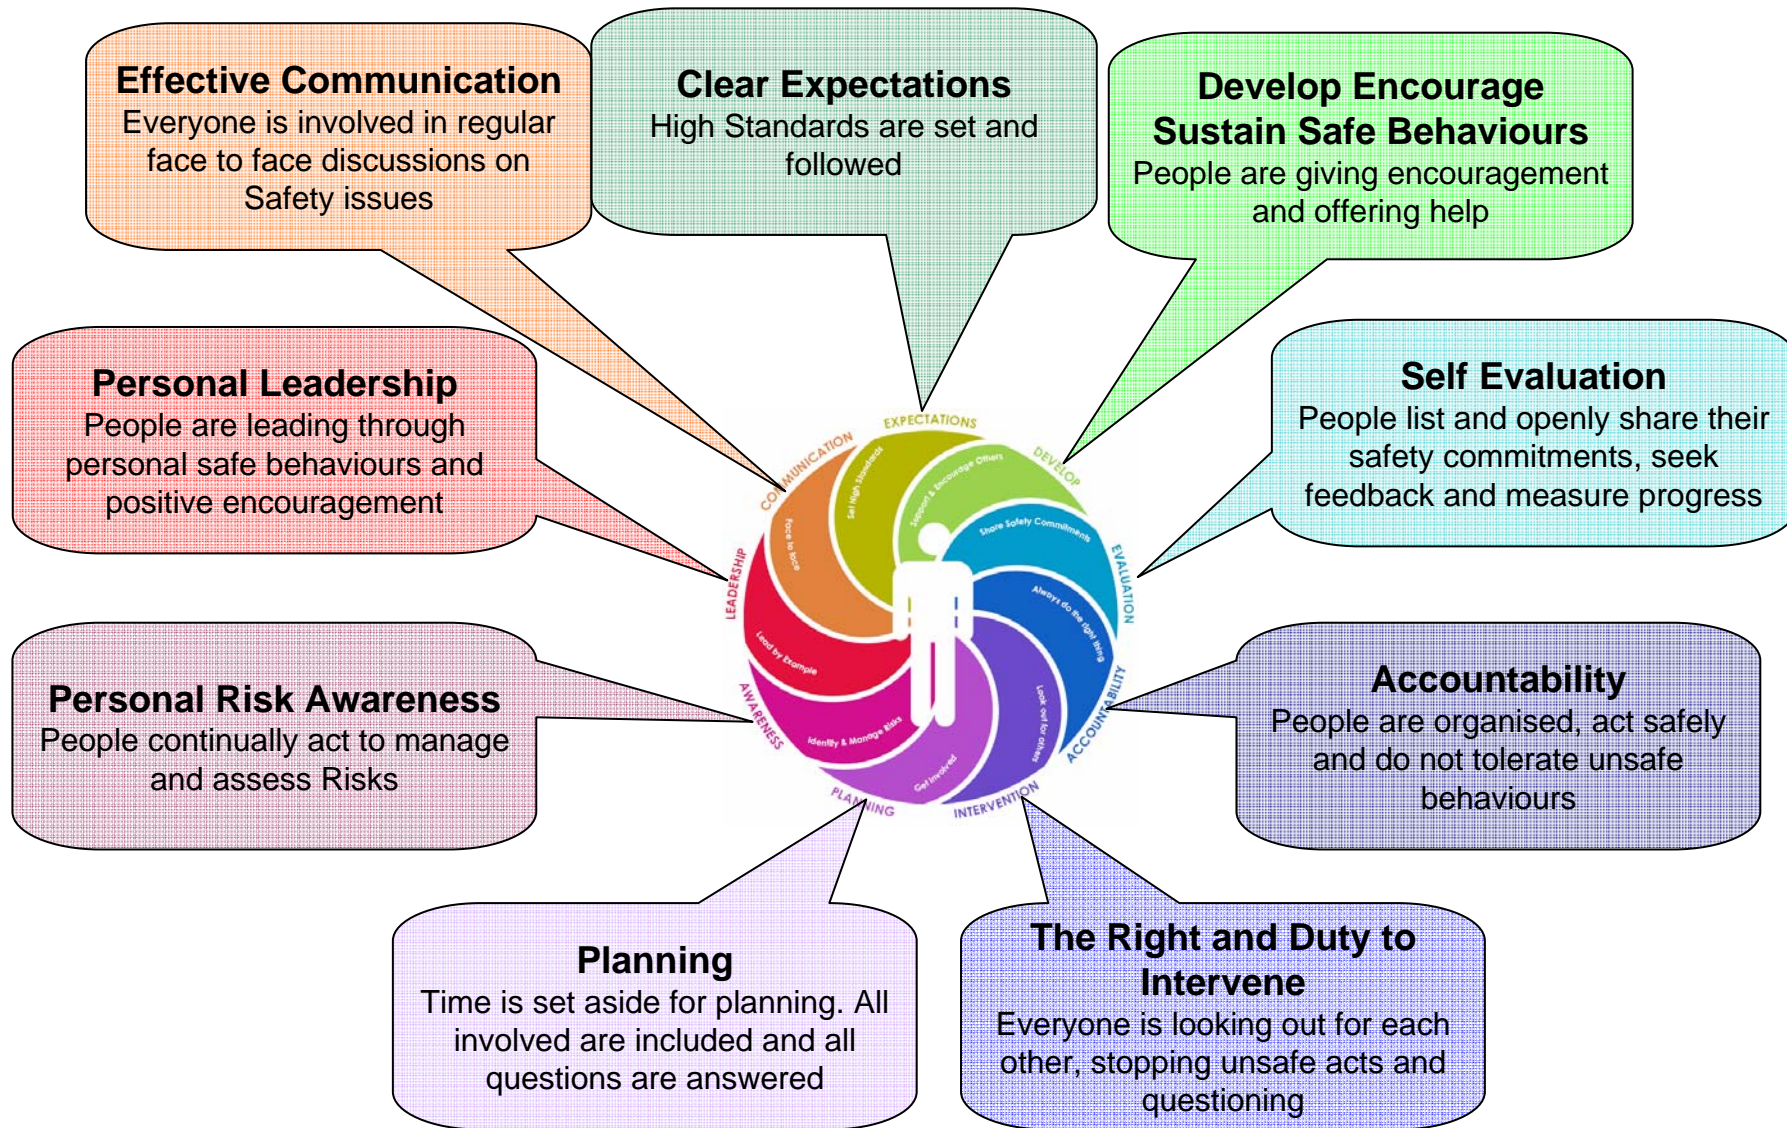 Effective Communication
Everyone is involved in regular
face to face discussions on
Safety issues
Clear Expectations
High Standards are set and
followed
Develop Encourage
Sustain Safe Behaviours
People are giving encouragement
and offering help
Personal Leadership
People are leading through
personal safe behaviours and
positive encouragement
Self Evaluation
People list and openly share their
safety commitments, seek
feedback and measure progress
Personal Risk Awareness
People continually act to manage
and assess Risks
Accountability
People are organised, act safely
and do not tolerate unsafe
behaviours
Planning
Time is set aside for planning. All
involved are included and all
questions are answered
The Right and Duty to
Intervene
Everyone is looking out for each
other, stopping unsafe acts and
questioning
EXPECTATIONS
Set High Standards
DEVELOP
Support & Encourage Others
EVALUATION
Share Safety Commitments
ACCOUNTABILITY
Always do the right thing
INTERVENTION
Look out for others
PLANNING
Get Involved
AWARENESS
Identify & Manage Risks
LEADERSHIP
Lead by Example
COMMUNICATION
Face to face